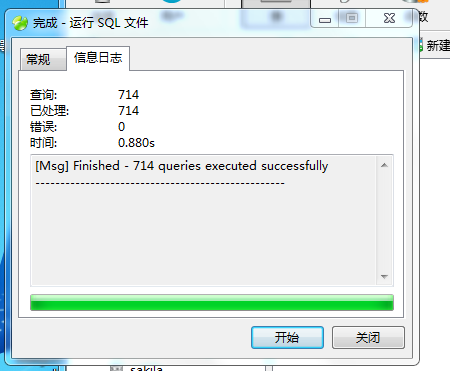 完成 - 运行 SQL 文件
数
常规
信息日志
新建
查询: 714
已处理: 714
错误: 0
时间: 0.880s
[Msg] Finished - 714 queries executed successfully
--------------------------------------------------
开始
关闭
sakila